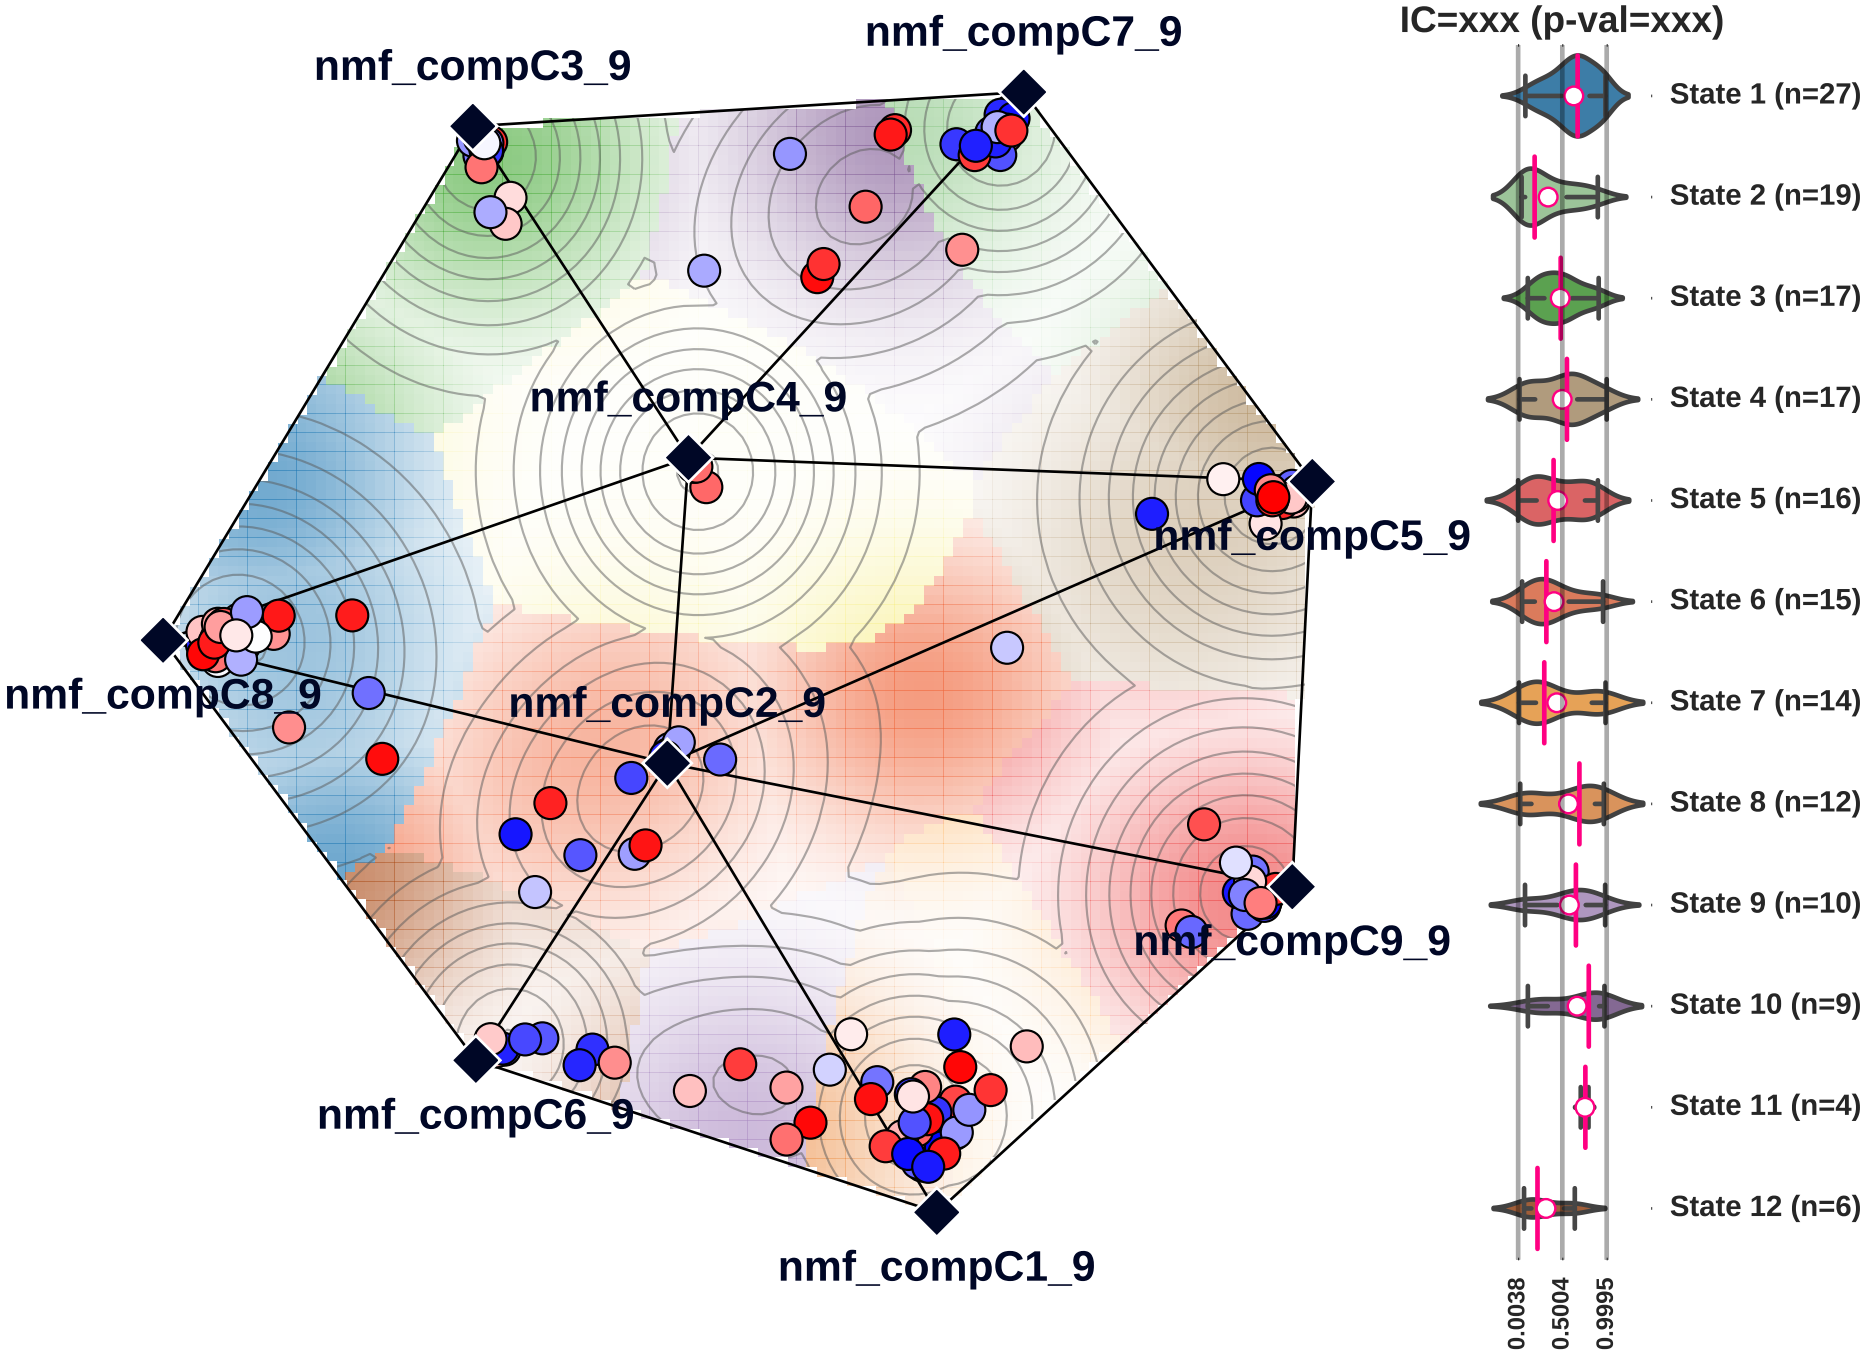 IC=xxx (p-val=xxx)
nmf_compC7_9
nmf_compC3_9
State 1 (n=27)
State 2 (n=19)
State 3 (n=17)
nmf_compC4_9
State 4 (n=17)
State 5 (n=16)
nmf_compC5_9
State 6 (n=15)
nmf_compC8_9
nmf_compC2_9
State 7 (n=14)
State 8 (n=12)
State 9 (n=10)
nmf_compC9_9
State 10 (n=9)
nmf_compC6_9
State 11 (n=4)
State 12 (n=6)
nmf_compC1_9
0.0038
0.5004
0.9995